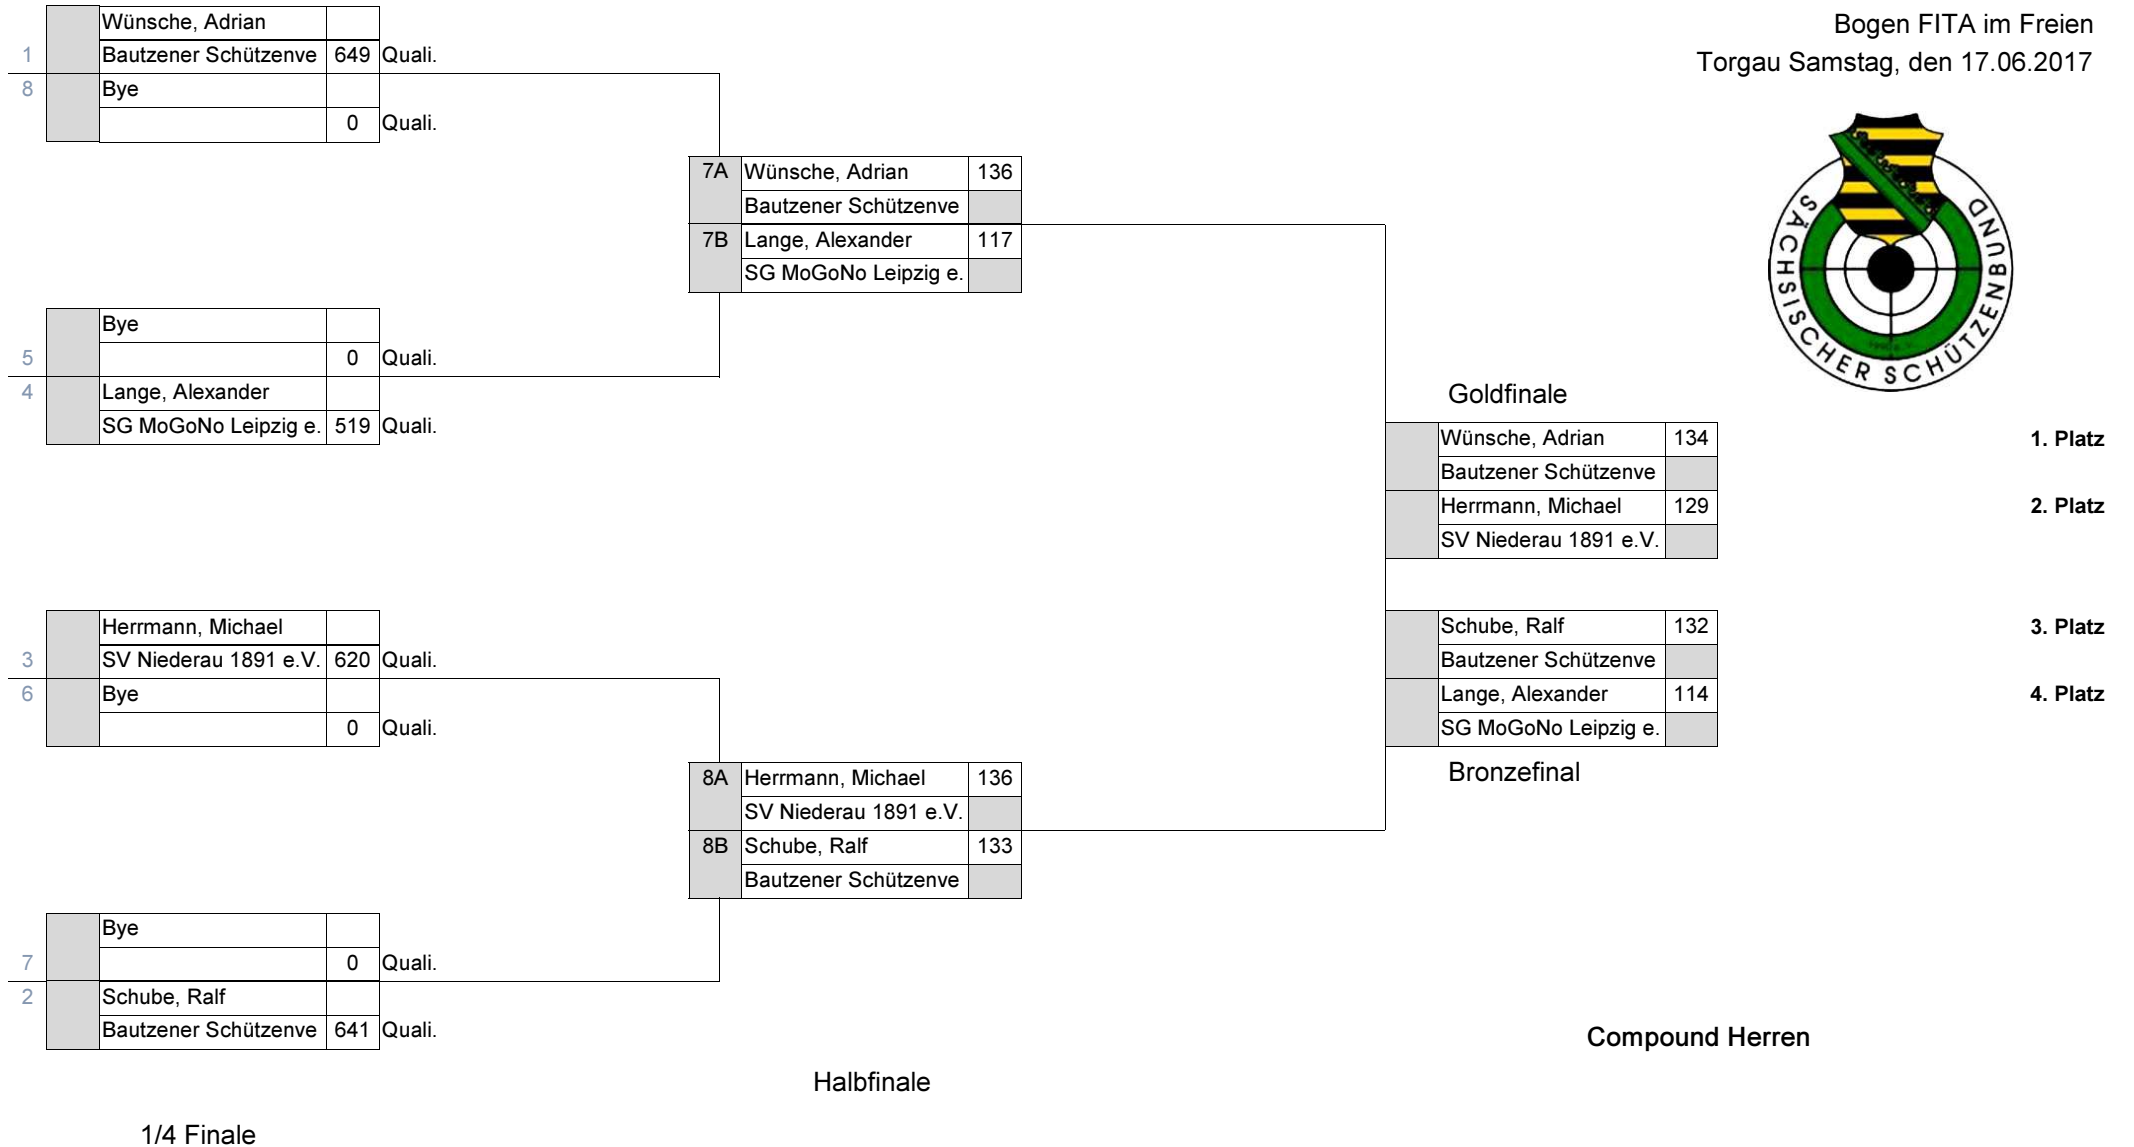 Bogen FITA im Freien
Torgau Samstag, den 17.06.2017
SÄCHSISCHER SCHÜTZENBUND
Wünsche, Adrian
1 Bautzener Schützenve 649 Quali.
8 Bye
0 Quali.
7A Wünsche, Adrian 136
Bautzener Schützenve
7B Lange, Alexander 117
SG MoGoNo Leipzig e.
Bye
5 0 Quali.
4 Lange, Alexander
SG MoGoNo Leipzig e. 519 Quali.
Goldfinale
Wünsche, Adrian 134 1. Platz
Bautzener Schützenve
Herrmann, Michael 129 2. Platz
SV Niederau 1891 e.V.
Herrmann, Michael
3 SV Niederau 1891 e.V. 620 Quali.
6 Bye
0 Quali.
Schube, Ralf 132 3. Platz
Bautzener Schützenve
Lange, Alexander 114 4. Platz
SG MoGoNo Leipzig e.
Bronzefinal
8A Herrmann, Michael 136
SV Niederau 1891 e.V.
8B Schube, Ralf 133
Bautzener Schützenve
Bye
7 0 Quali.
2 Schube, Ralf
Bautzener Schützenve 641 Quali.
Compound Herren
Halbfinale
1/4 Finale